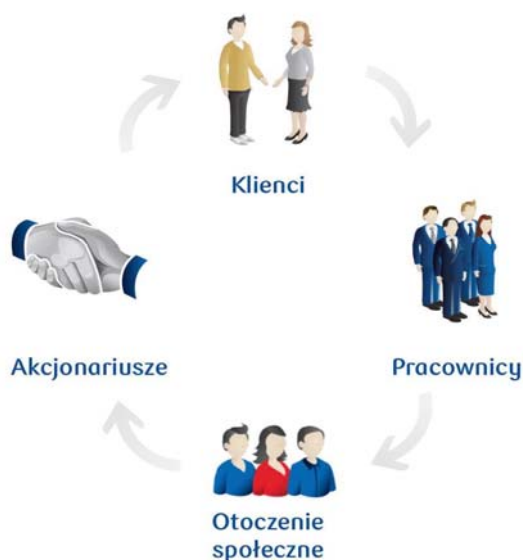 Klienci
Akcjonariusze
Pracownicy
Otoczenie
społeczne